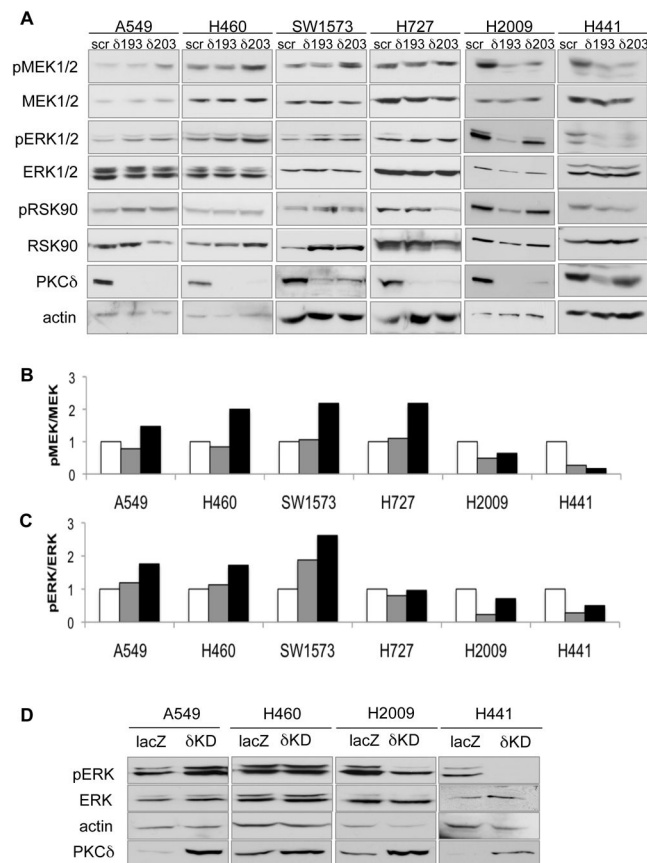 A
A549 H460 SW1573 H727 H2009 H441
scr δ193 δ203 scr δ193 δ203 scr δ193 δ203 scr δ193 δ203 scr δ193 δ203 scr δ193 δ203
pMEK1/2
MEK1/2
pERK1/2
ERK1/2
pRSK90
RSK90
PKCδ
actin
B
pMEK/MEK
3
2
1
0
A549 H460 SW1573 H727 H2009 H441
C
pERK/ERK
3
2
1
0
A549 H460 SW1573 H727 H2009 H441
D
A549 H460 H2009 H441
lacZ δKD lacZ δKD lacZ δKD lacZ δKD
pERK
ERK
actin
PKCδ